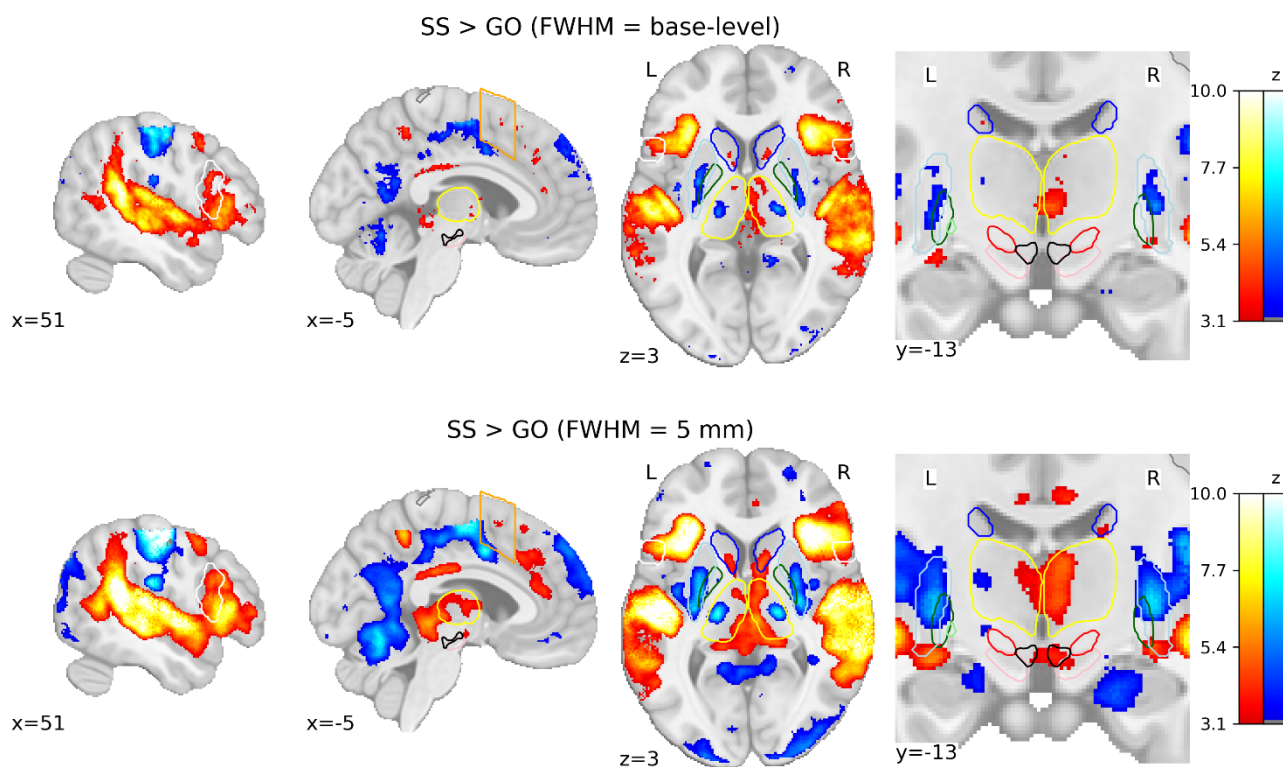 SS > GO (FWHM = base-level)
L R
L R
z
10.0
7.7
5.4
3.1
x=51
x=-5
z=3
y=-13
SS > GO (FWHM = 5 mm)
L R
L R
z
10.0
7.7
5.4
3.1
x=51
x=-5
z=3
y=-13